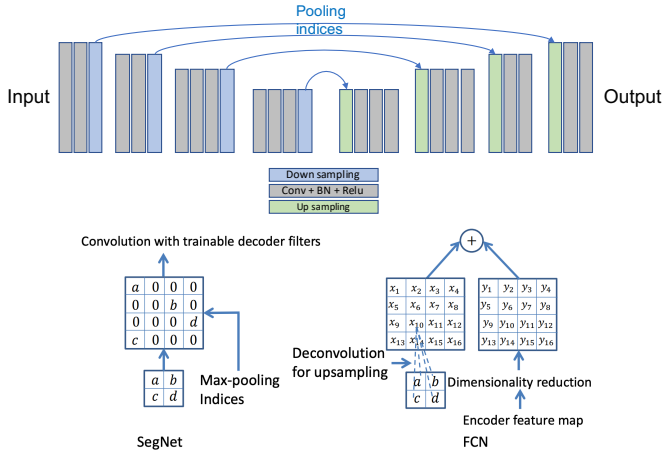 Pooling
indices
Input
Output
Down sampling
Conv + BN + Relu
Up sampling
Convolution with trainable decoder filters
a 0 0 0
0 0 b 0
0 0 0 d
c 0 0 0
a b
c d
Max-pooling
Indices
SegNet
+
x1 x2 x3 x4
x5 x6 x7 x8
x9 x10 x11 x12
x13 x14 x15 x16
y1 y2 y3 y4
y5 y6 y7 y8
y9 y10 y11 y12
y13 y14 y15 y16
Deconvolution
for upsampling
a b
c d
Dimensionality reduction
Encoder feature map
FCN